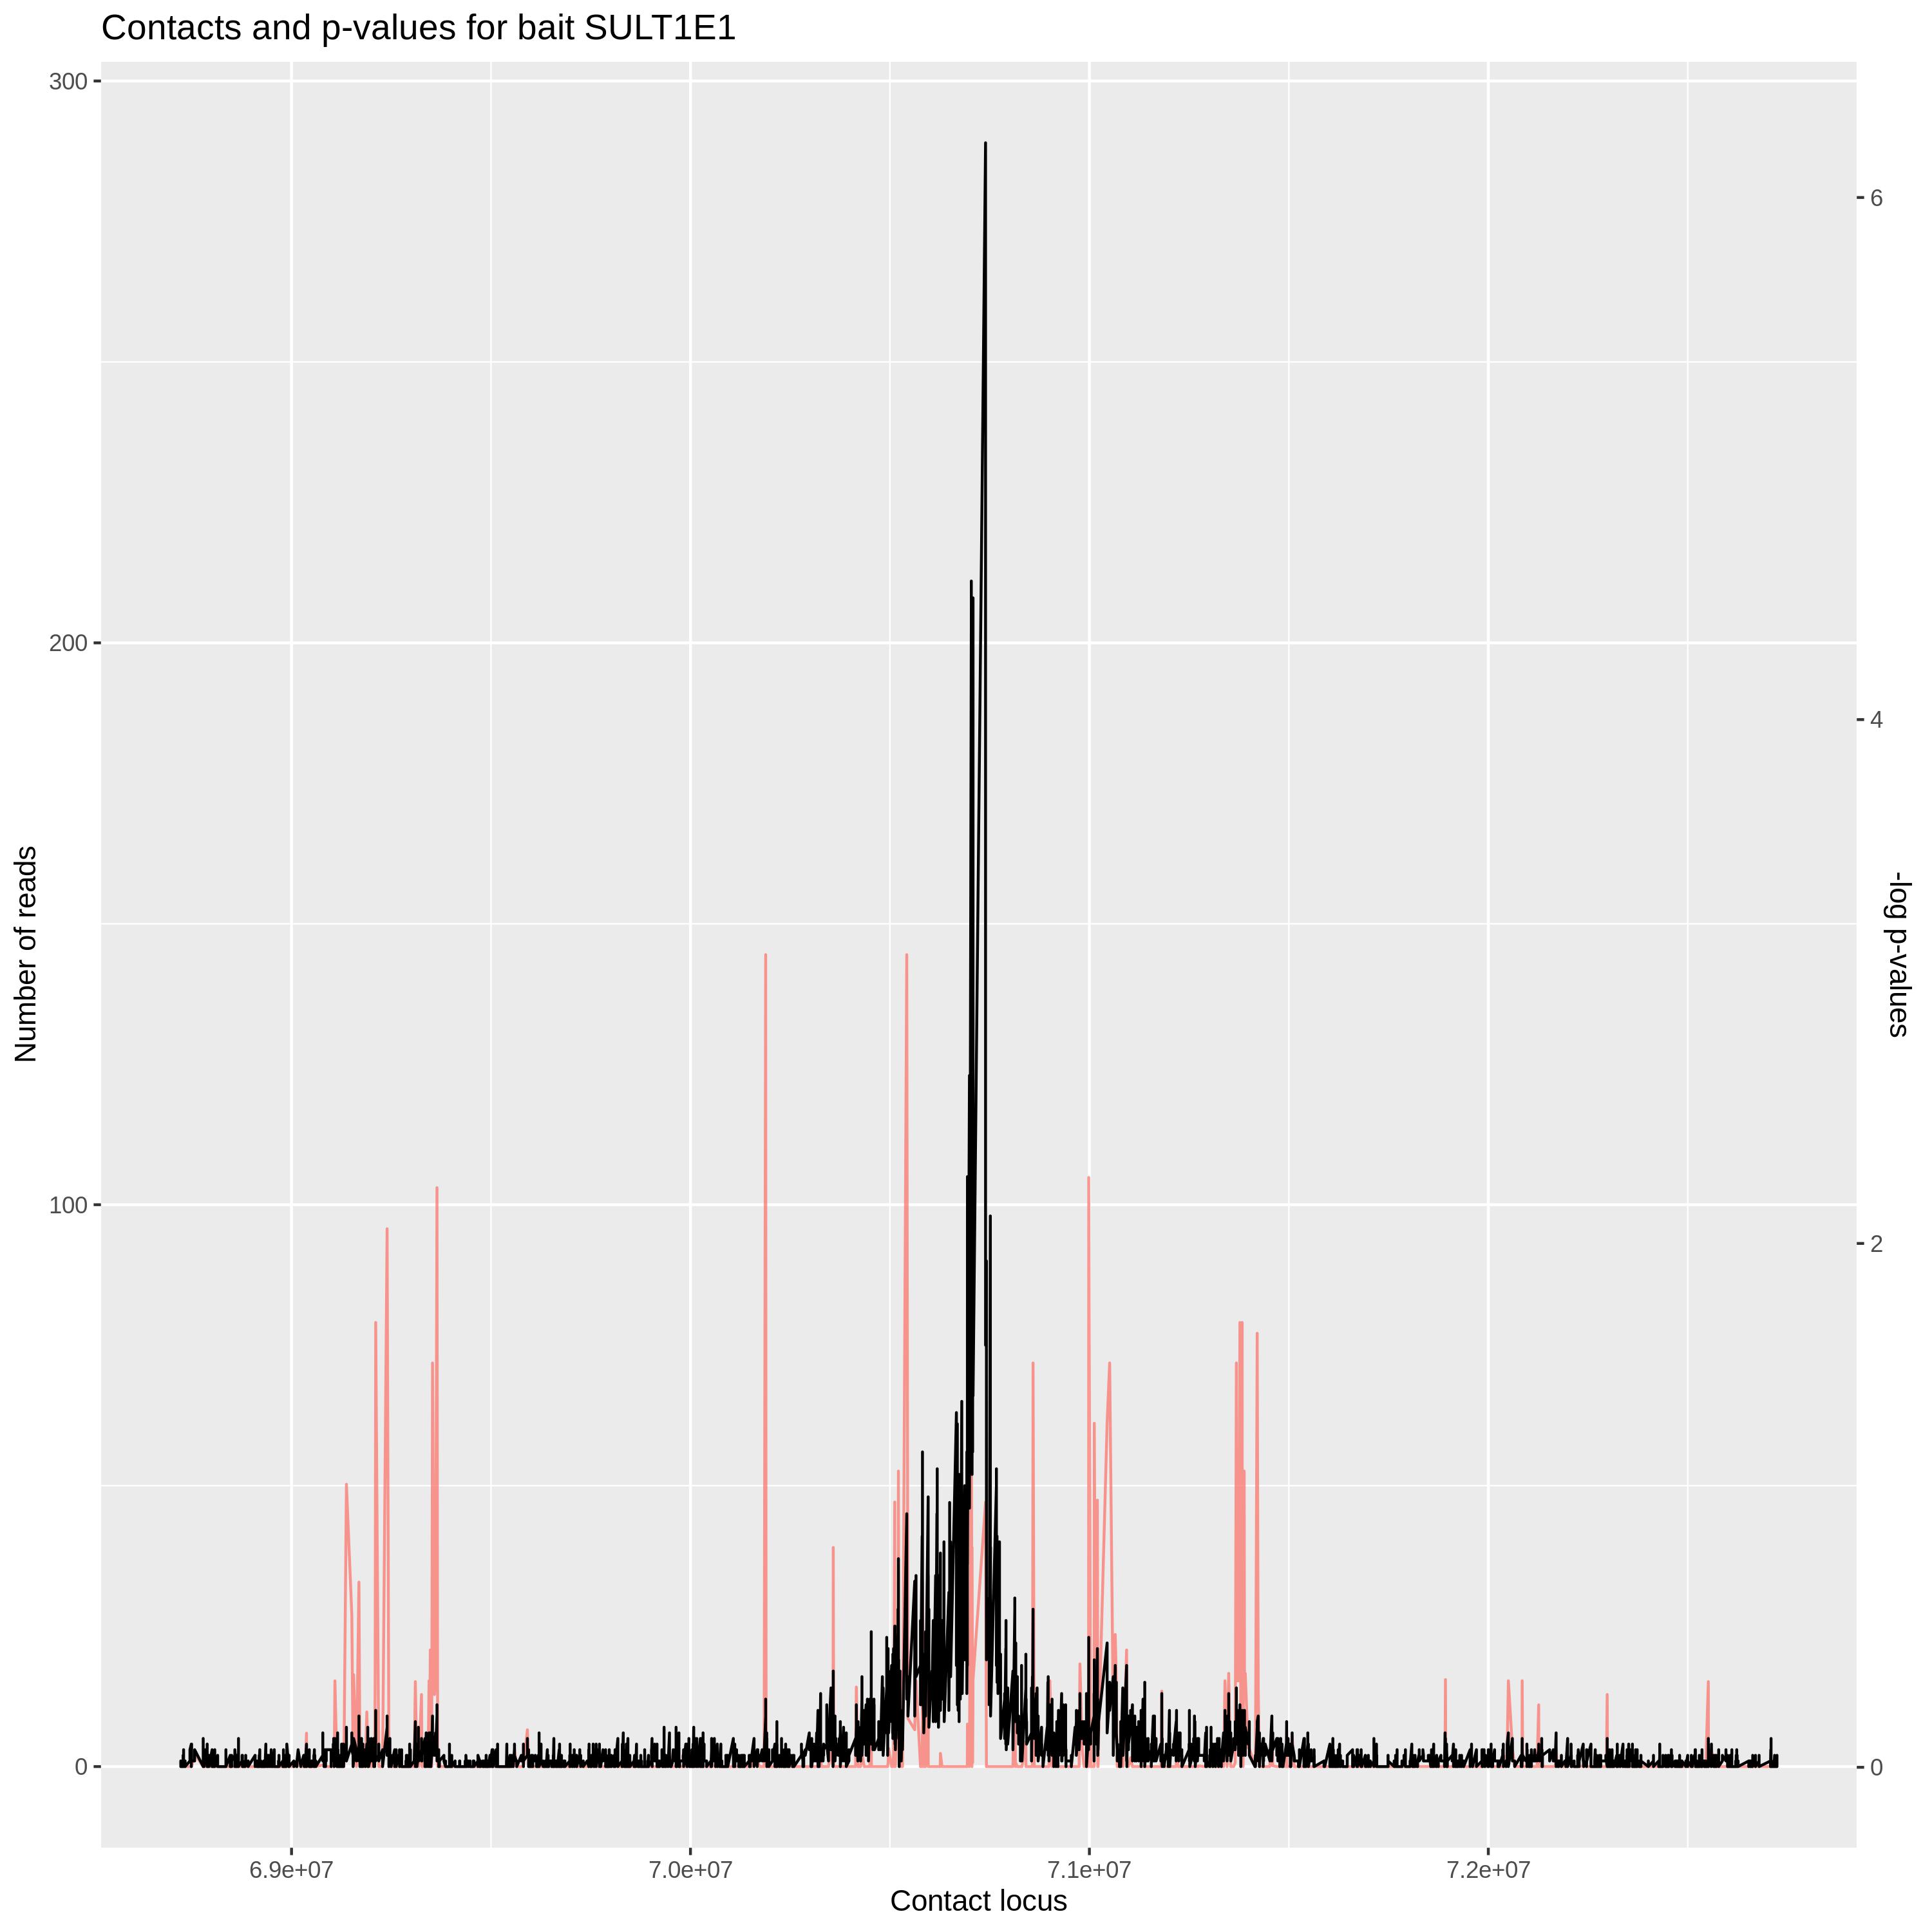 Contacts and p-values for bait SULT1E1
300
200
100
0
Number of reads
6
4
2
0
-log p-values
6.9e+07
7.0e+07
7.1e+07
7.2e+07
Contact locus